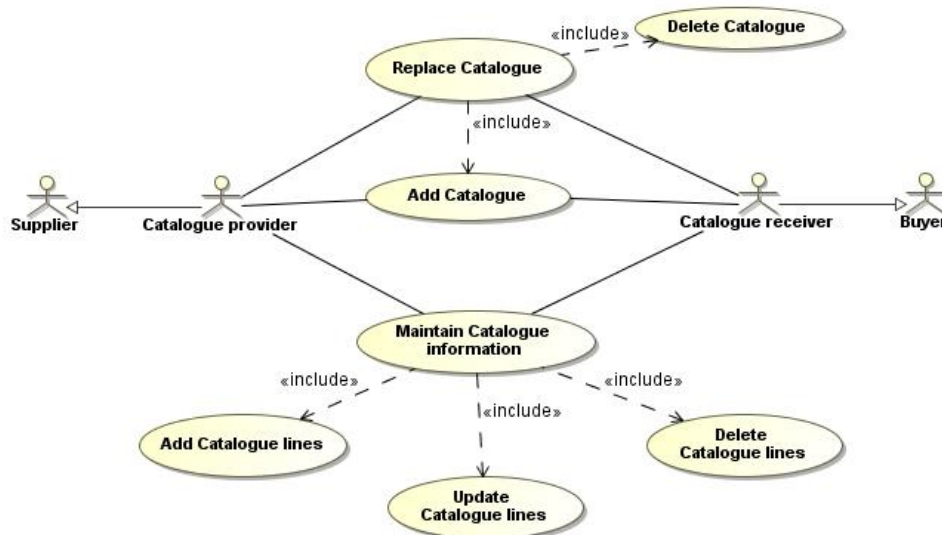 Delete Catalogue
«include»
Replace Catalogue
«include»
Add Catalogue
Supplier
Catalogue provider
Catalogue receiver
Buyer
Maintain Catalogue
information
«include»
«include»
«include»
Add Catalogue lines
Delete
Catalogue lines
Update
Catalogue lines